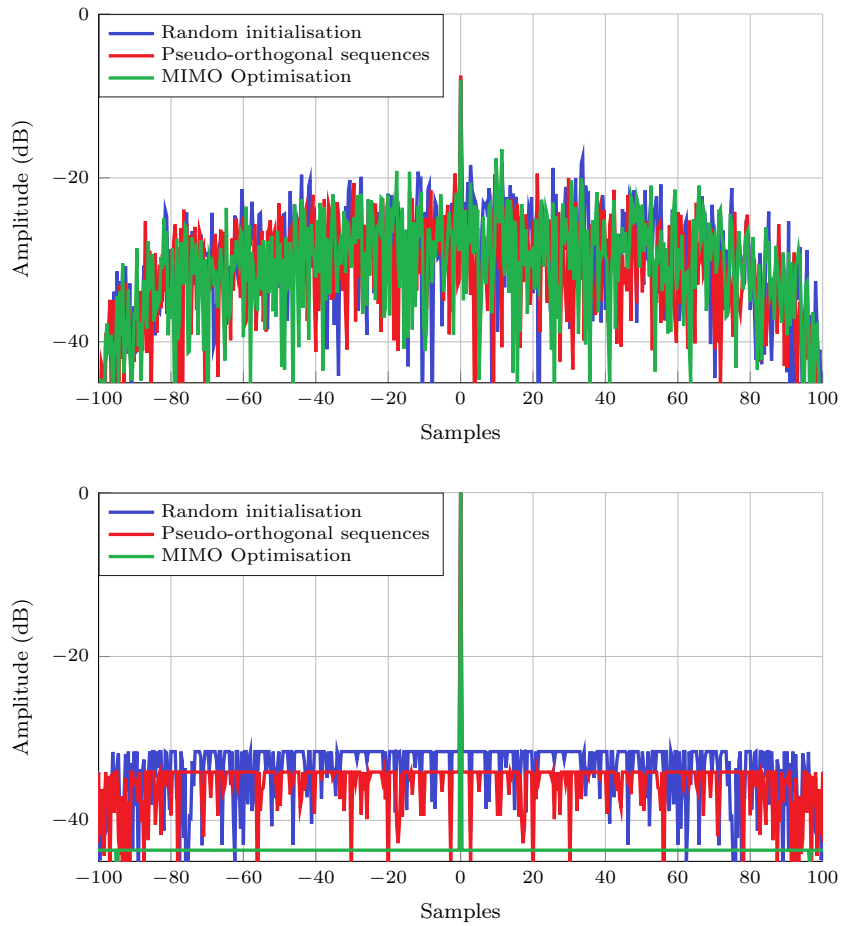 0
−20
−40
Amplitude (dB)
Random initialisation
Pseudo-orthogonal sequences
MIMO Optimisation
−100 −80 −60 −40 −20 0 20 40 60 80 100
Samples
0
−20
−40
Amplitude (dB)
Random initialisation
Pseudo-orthogonal sequences
MIMO Optimisation
−100 −80 −60 −40 −20 0 20 40 60 80 100
Samples